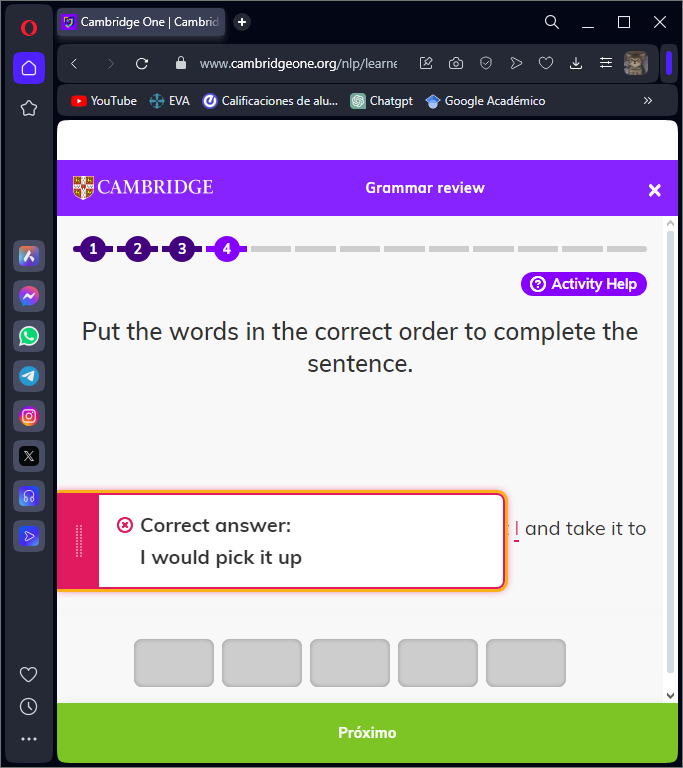 Cambridge One | Cambrid
www.cambridgeone.org/nlp/learne
YouTube EVA Calificaciones de alu... Chatgpt Google Académico »
CAMBRIDGE Grammar review
1 2 3 4
? Activity Help
Put the words in the correct order to complete the
sentence.
Correct answer:
I would pick it up
I and take it to
Próximo